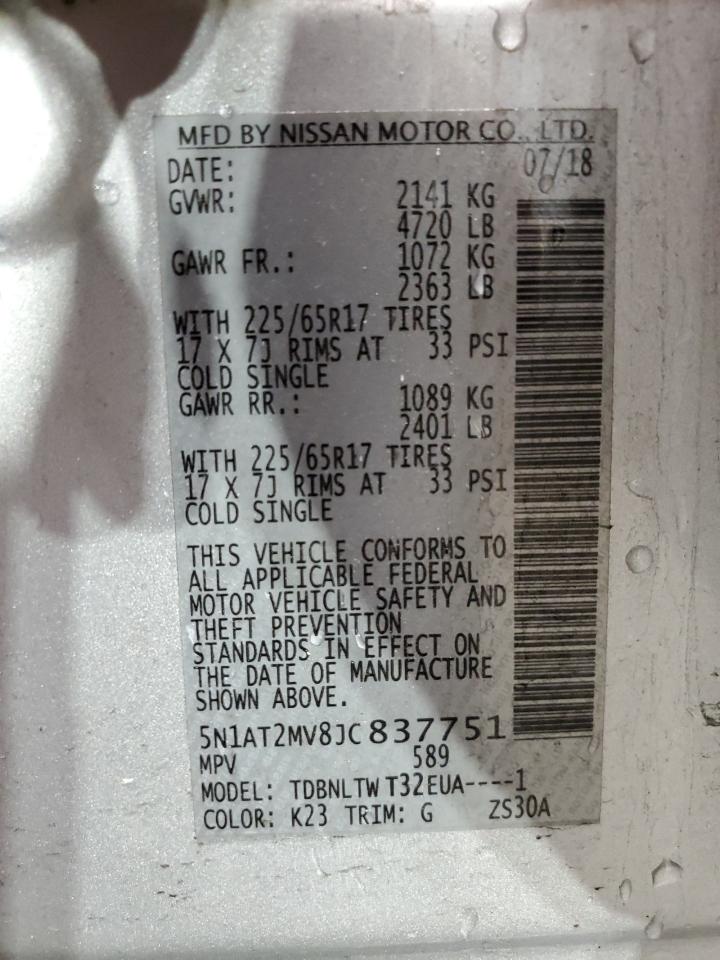 MFD BY NISSAN MOTOR CO., LTD.
DATE: 07/18
GVWR: 2141 KG
4720 LB
GAWR FR.: 1072 KG
2363 LB
WITH 225/65R17 TIRES
17 X 7J RIMS AT 33 PSI
COLD SINGLE
GAWR RR.: 1089 KG
2401 LB
WITH 225/65R17 TIRES
17 X 7J RIMS AT 33 PSI
COLD SINGLE
THIS VEHICLE CONFORMS TO
ALL APPLICABLE FEDERAL
MOTOR VEHICLE SAFETY AND
THEFT PREVENTION
STANDARDS IN EFFECT ON
THE DATE OF MANUFACTURE
SHOWN ABOVE.
5N1AT2MV8JC837751
MPV 589
MODEL: TDBNLTW T32EUA----1
COLOR: K23 TRIM: G ZS30A